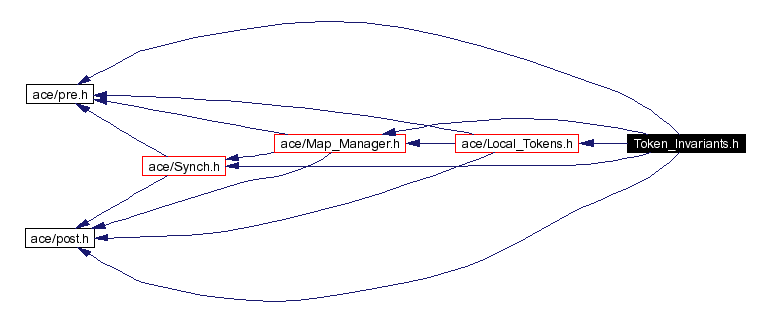 ace/pre.h
ace/Map_Manager.h
ace/Local_Tokens.h
Token_Invariants.h
ace/Synch.h
ace/post.h